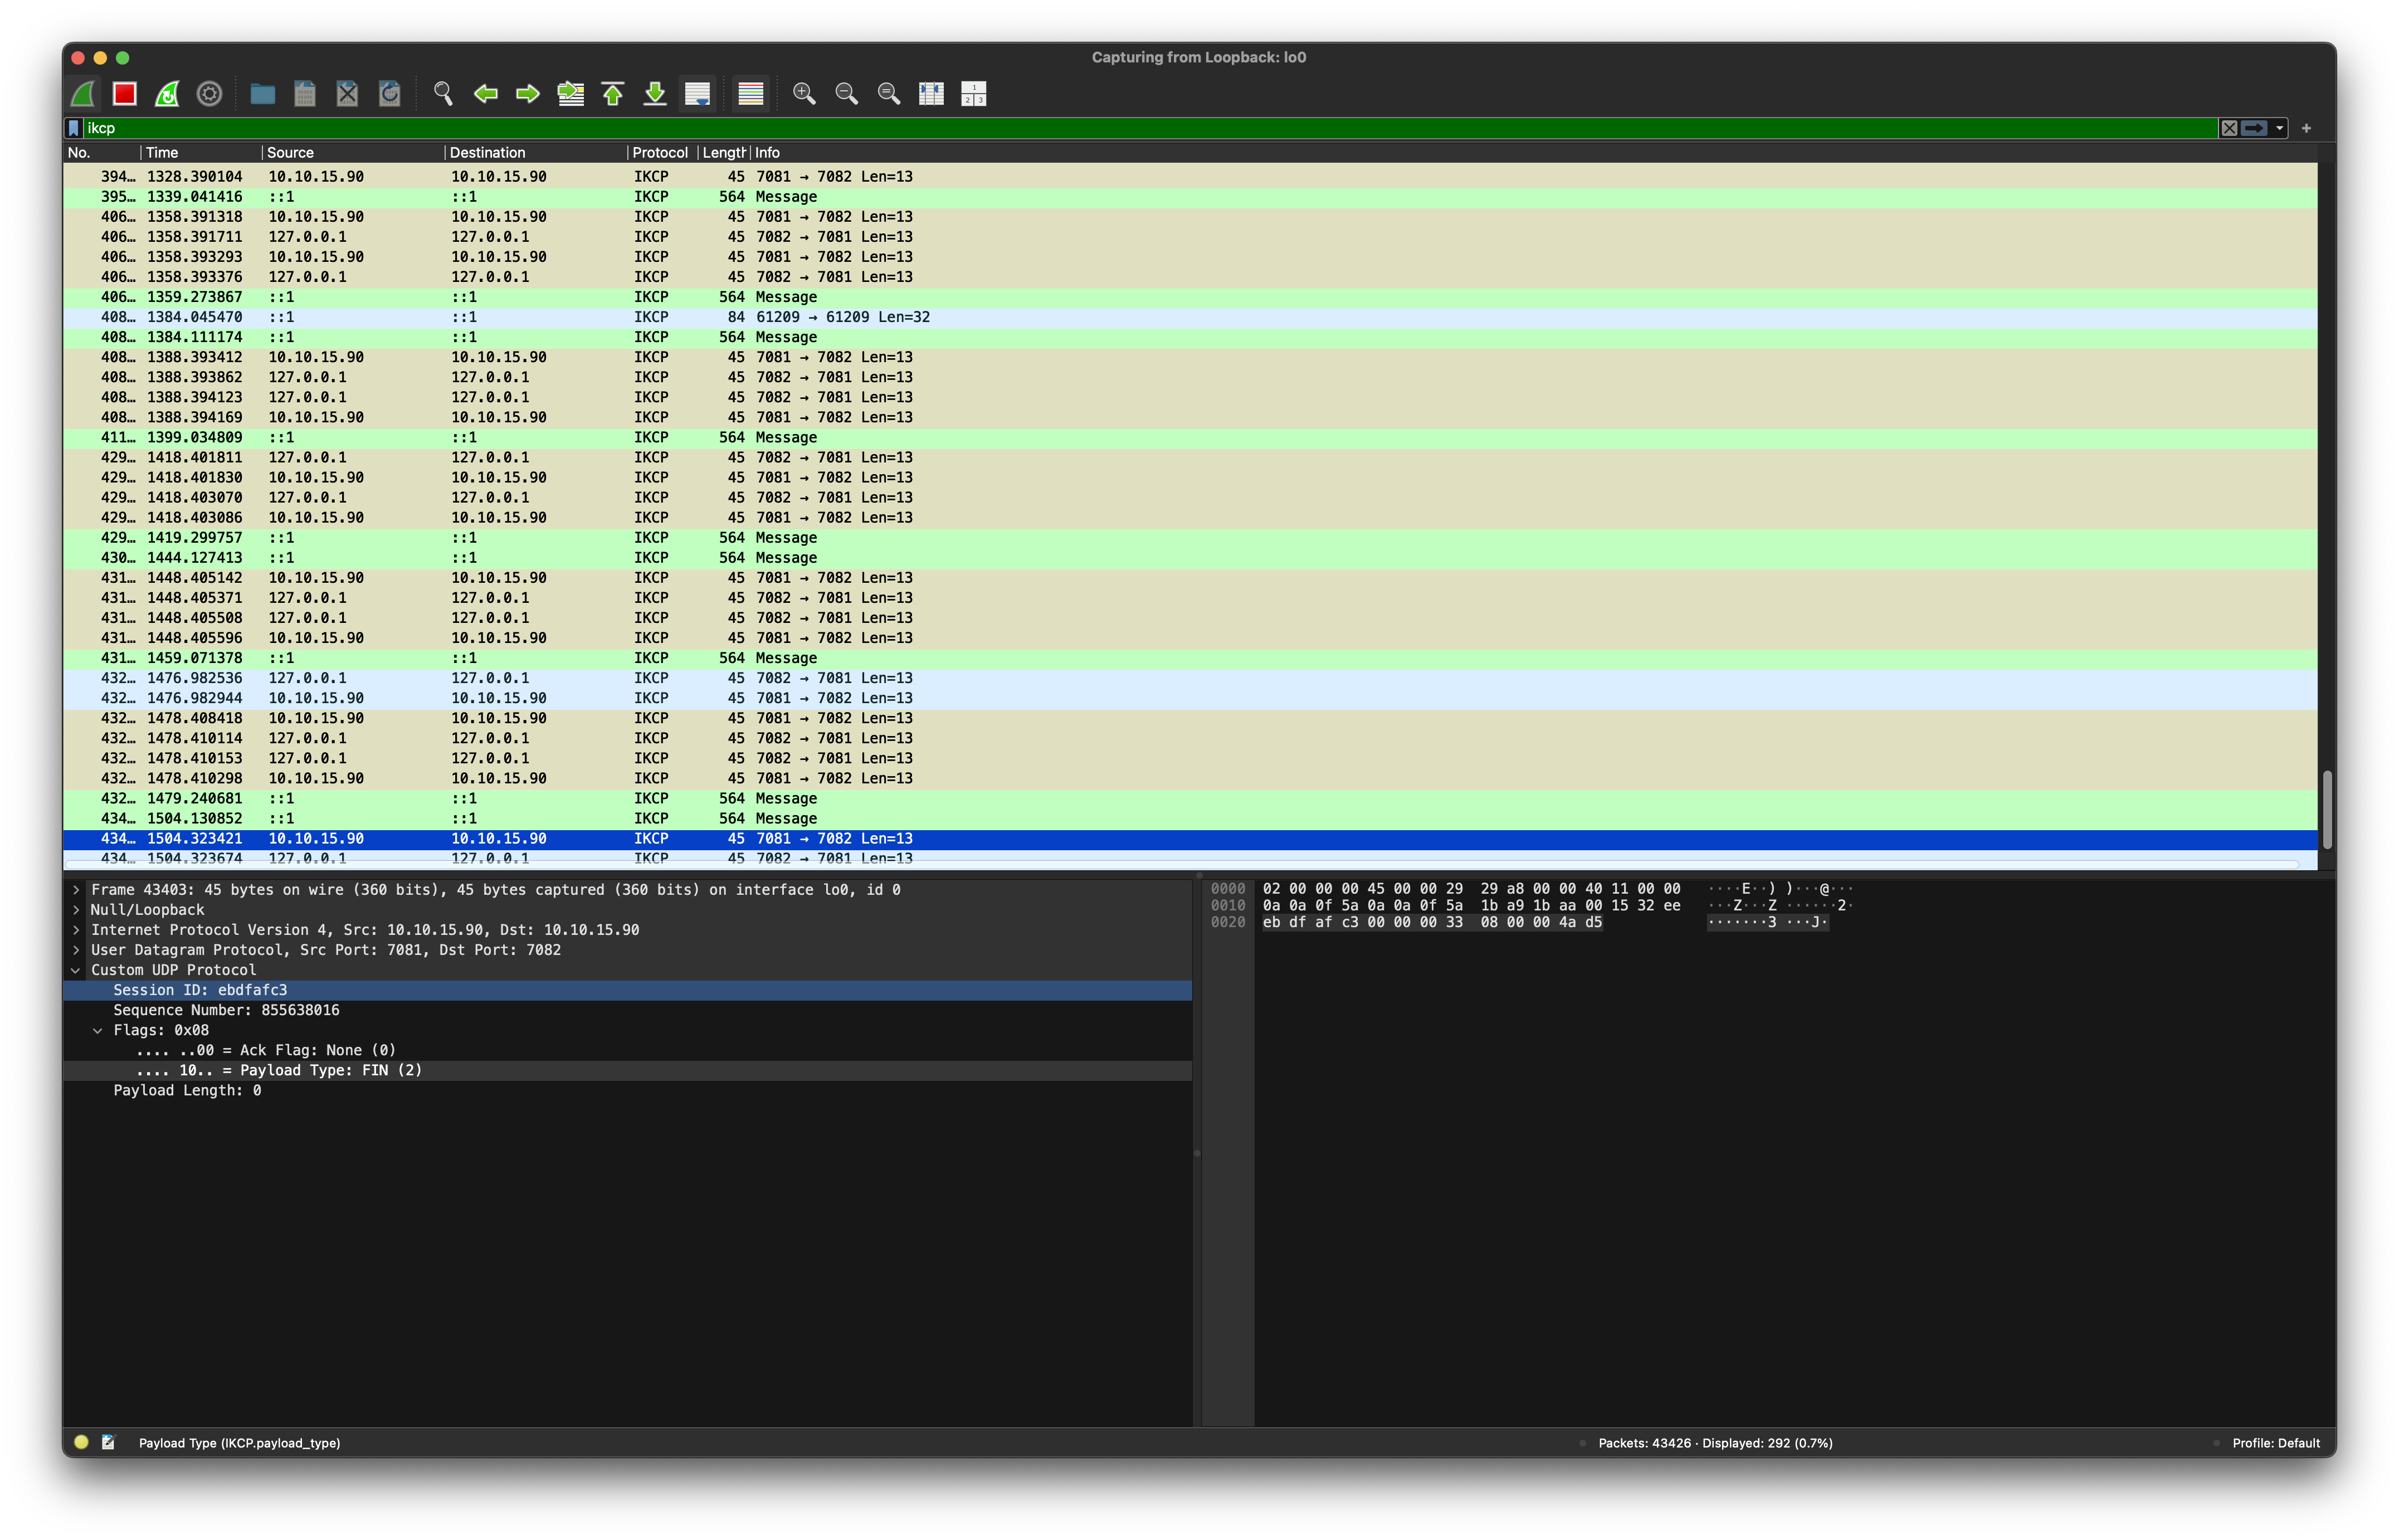 Capturing from Loopback: lo0
ikcp
No. Time Source Destination Protocol Length Info
394… 1328.390104 10.10.15.90 10.10.15.90 IKCP 45 7081 → 7082 Len=13
395… 1339.041416 ::1 ::1 IKCP 564 Message
406… 1358.391318 10.10.15.90 10.10.15.90 IKCP 45 7081 → 7082 Len=13
406… 1358.391711 127.0.0.1 127.0.0.1 IKCP 45 7082 → 7081 Len=13
406… 1358.393293 10.10.15.90 10.10.15.90 IKCP 45 7081 → 7082 Len=13
406… 1358.393376 127.0.0.1 127.0.0.1 IKCP 45 7082 → 7081 Len=13
406… 1359.273867 ::1 ::1 IKCP 564 Message
408… 1384.045470 ::1 ::1 IKCP 84 61209 → 61209 Len=32
408… 1384.111174 ::1 ::1 IKCP 564 Message
408… 1388.393412 10.10.15.90 10.10.15.90 IKCP 45 7081 → 7082 Len=13
408… 1388.393862 127.0.0.1 127.0.0.1 IKCP 45 7082 → 7081 Len=13
408… 1388.394123 127.0.0.1 127.0.0.1 IKCP 45 7082 → 7081 Len=13
408… 1388.394169 10.10.15.90 10.10.15.90 IKCP 45 7081 → 7082 Len=13
411… 1399.034809 ::1 ::1 IKCP 564 Message
429… 1418.401811 127.0.0.1 127.0.0.1 IKCP 45 7082 → 7081 Len=13
429… 1418.401830 10.10.15.90 10.10.15.90 IKCP 45 7081 → 7082 Len=13
429… 1418.403070 127.0.0.1 127.0.0.1 IKCP 45 7082 → 7081 Len=13
429… 1418.403086 10.10.15.90 10.10.15.90 IKCP 45 7081 → 7082 Len=13
429… 1419.299757 ::1 ::1 IKCP 564 Message
430… 1444.127413 ::1 ::1 IKCP 564 Message
431… 1448.405142 10.10.15.90 10.10.15.90 IKCP 45 7081 → 7082 Len=13
431… 1448.405371 127.0.0.1 127.0.0.1 IKCP 45 7082 → 7081 Len=13
431… 1448.405508 127.0.0.1 127.0.0.1 IKCP 45 7082 → 7081 Len=13
431… 1448.405596 10.10.15.90 10.10.15.90 IKCP 45 7081 → 7082 Len=13
431… 1459.071378 ::1 ::1 IKCP 564 Message
432… 1476.982536 127.0.0.1 127.0.0.1 IKCP 45 7082 → 7081 Len=13
432… 1476.982944 10.10.15.90 10.10.15.90 IKCP 45 7081 → 7082 Len=13
432… 1478.408418 10.10.15.90 10.10.15.90 IKCP 45 7081 → 7082 Len=13
432… 1478.410114 127.0.0.1 127.0.0.1 IKCP 45 7082 → 7081 Len=13
432… 1478.410153 127.0.0.1 127.0.0.1 IKCP 45 7082 → 7081 Len=13
432… 1478.410298 10.10.15.90 10.10.15.90 IKCP 45 7081 → 7082 Len=13
432… 1479.240681 ::1 ::1 IKCP 564 Message
434… 1504.130852 ::1 ::1 IKCP 564 Message
434… 1504.323421 10.10.15.90 10.10.15.90 IKCP 45 7081 → 7082 Len=13
434… 1504.323674 127.0.0.1 127.0.0.1 IKCP 45 7082 → 7081 Len=13
Frame 43403: 45 bytes on wire (360 bits), 45 bytes captured (360 bits) on interface lo0, id 0
Null/Loopback
Internet Protocol Version 4, Src: 10.10.15.90, Dst: 10.10.15.90
User Datagram Protocol, Src Port: 7081, Dst Port: 7082
Custom UDP Protocol
Session ID: ebdfafc3
Sequence Number: 855638016
Flags: 0x08
.... ..00 = Ack Flag: None (0)
.... 10.. = Payload Type: FIN (2)
Payload Length: 0
0000 02 00 00 00 45 00 00 29 29 a8 00 00 40 11 00 00 ····E··) )···@···
0010 0a 0a 0f 5a 0a 0a 0f 5a 1b a9 1b aa 00 15 32 ee ···Z···Z ······2·
0020 eb df af c3 00 00 00 33 08 00 00 4a d5 ·······3 ···J·
Payload Type (IKCP.payload_type)
Packets: 43426 · Displayed: 292 (0.7%)
Profile: Default